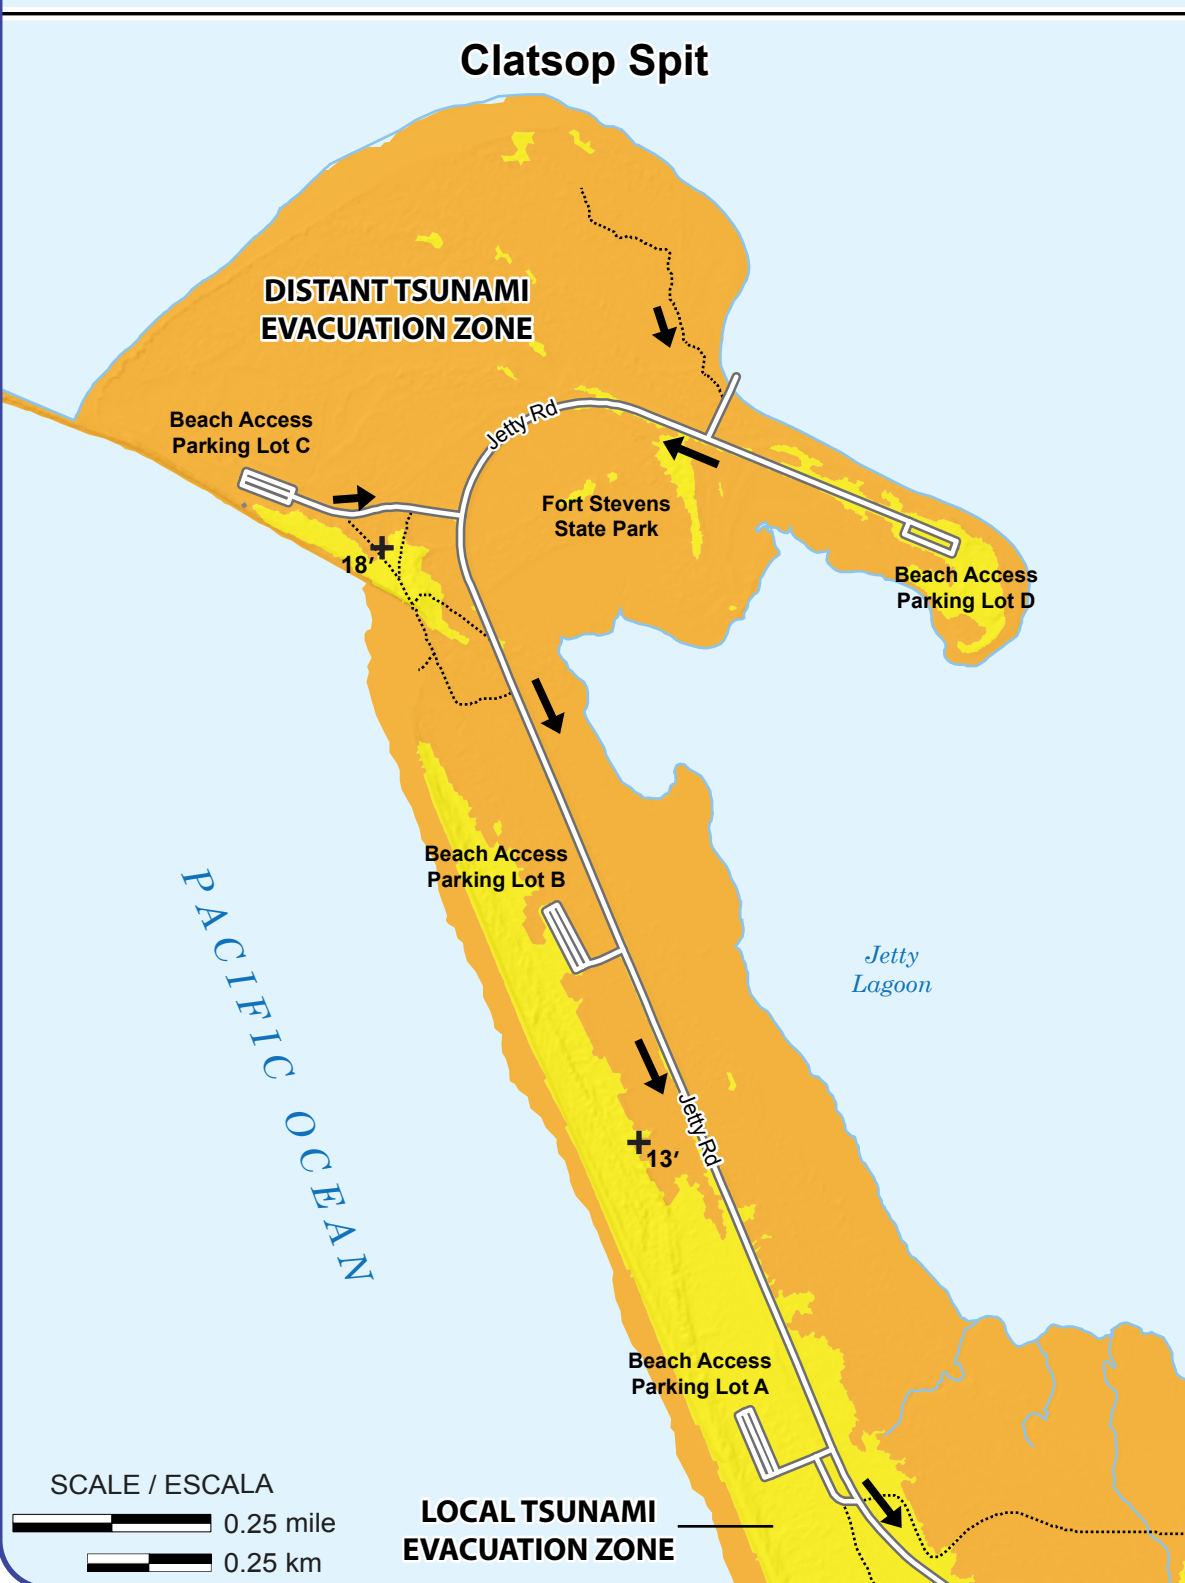 Clatsop Spit
DISTANT TSUNAMI
EVACUATION ZONE
Beach Access
Parking Lot C
Jetty Rd
Fort Stevens
State Park
18′
Beach Access
Parking Lot D
Beach Access
Parking Lot B
PACIFIC OCEAN
Jetty
Lagoon
Jetty Rd
13′
Beach Access
Parking Lot A
SCALE / ESCALA
0.25 mile
0.25 km
LOCAL TSUNAMI
EVACUATION ZONE